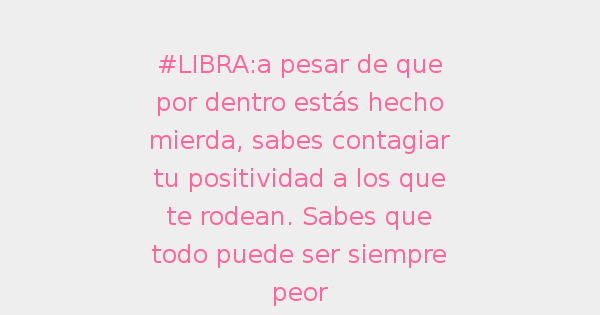 #LIBRA:a pesar de que
por dentro estás hecho
mierda, sabes contagiar
tu positividad a los que
te rodean. Sabes que
todo puede ser siempre
peor